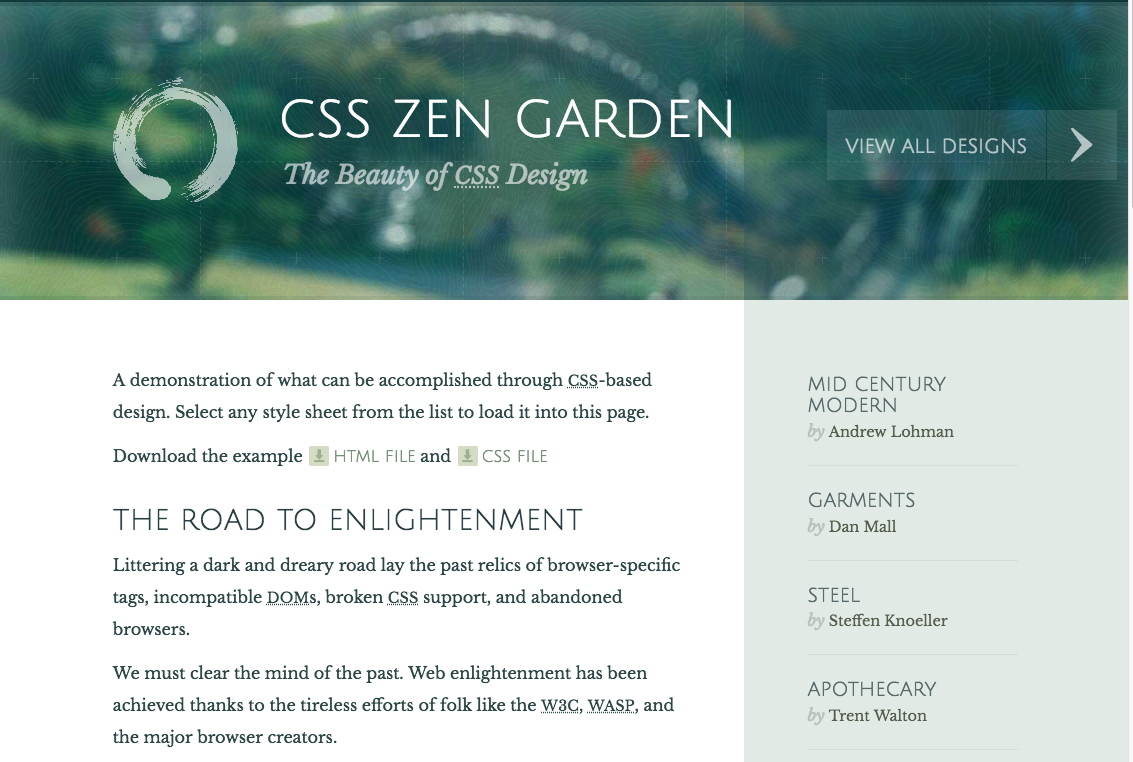 CSS ZEN GARDEN
The Beauty of CSS Design
VIEW ALL DESIGNS
A demonstration of what can be accomplished through CSS-based
design. Select any style sheet from the list to load it into this page.
Download the example HTML FILE and CSS FILE
THE ROAD TO ENLIGHTENMENT
Littering a dark and dreary road lay the past relics of browser-specific
tags, incompatible DOMs, broken CSS support, and abandoned
browsers.
We must clear the mind of the past. Web enlightenment has been
achieved thanks to the tireless efforts of folk like the W3C, WASP, and
the major browser creators.
MID CENTURY
MODERN
by Andrew Lohman
GARMENTS
by Dan Mall
STEEL
by Steffen Knoeller
APOTHECARY
by Trent Walton